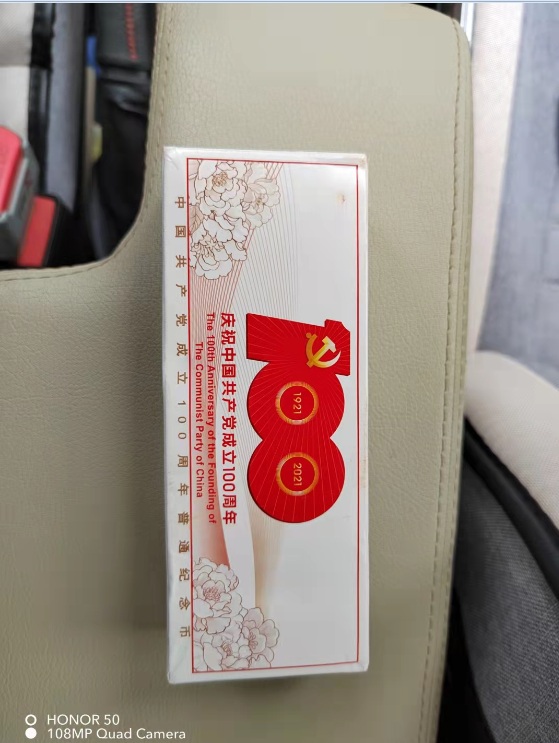 1921
2021
庆祝中国共产党成立100周年
The 100th Anniversary of the Founding of
The Communist Party of China
中国共产党成立100周年普通纪念币
HONOR 50
108MP Quad Camera